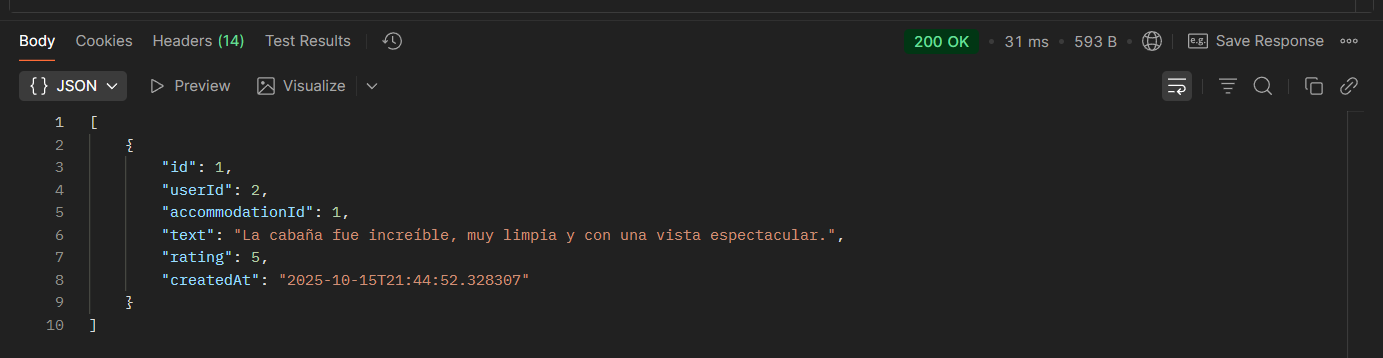 Body Cookies Headers (14) Test Results 200 OK • 31 ms • 593 B • e.g. Save Response
{ } JSON Preview Visualize
1 [
2 {
3 "id": 1,
4 "userId": 2,
5 "accommodationId": 1,
6 "text": "La cabaña fue increíble, muy limpia y con una vista espectacular.",
7 "rating": 5,
8 "createdAt": "2025-10-15T21:44:52.328307"
9 }
10 ]